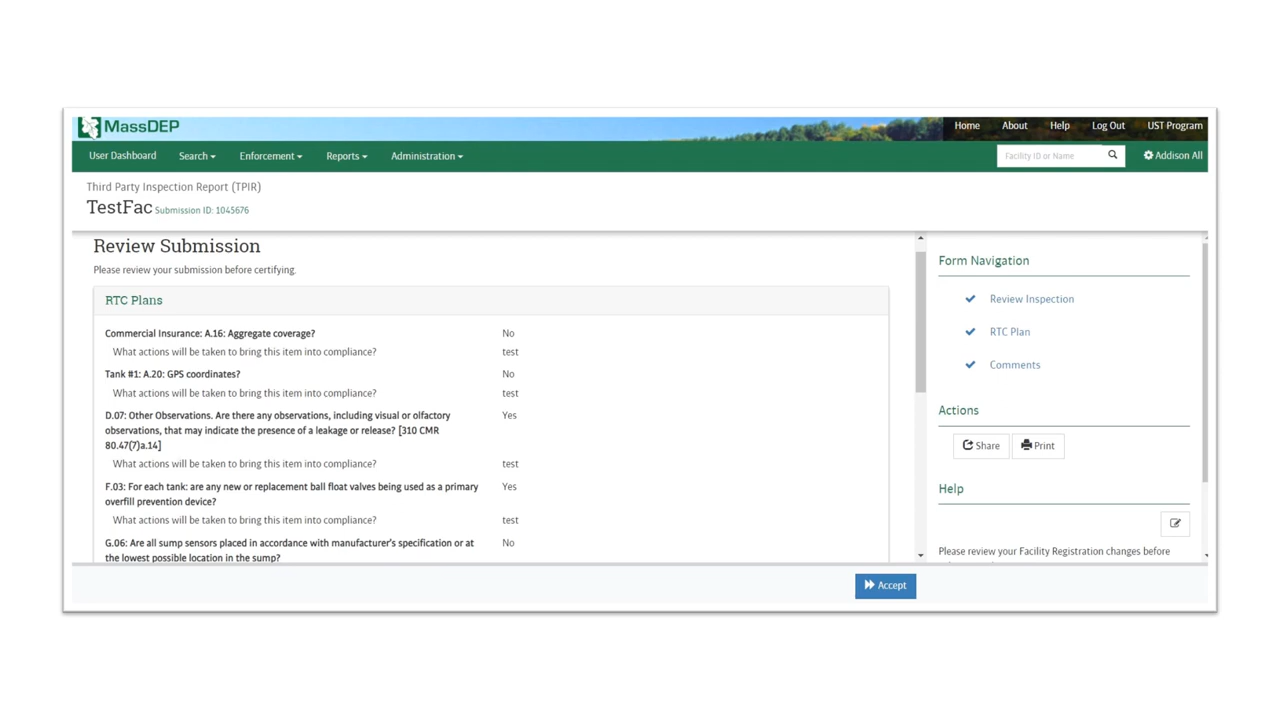 MassDEP
Home About Help Log Out UST Program
User Dashboard Search Enforcement Reports Administration Facility ID or Name Addison All
Third Party Inspection Report (TPIR)
TestFac Submission ID: 1045676
Review Submission
Please review your submission before certifying.
RTC Plans
Commercial Insurance: A.16: Aggregate coverage? No
What actions will be taken to bring this item into compliance? test
Tank #1: A.20: GPS coordinates? No
What actions will be taken to bring this item into compliance? test
D.07: Other Observations. Are there any observations, including visual or olfactory Yes
observations, that may indicate the presence of a leakage or release? [310 CMR
80.47(7)a.14]
What actions will be taken to bring this item into compliance? test
F.03: For each tank: are any new or replacement ball float valves being used as a primary Yes
overfill prevention device?
What actions will be taken to bring this item into compliance? test
G.06: Are all sump sensors placed in accordance with manufacturer's specification or at No
the lowest possible location in the sump?
Form Navigation
Review Inspection
RTC Plan
Comments
Actions
Share Print
Help
Please review your Facility Registration changes before
Accept